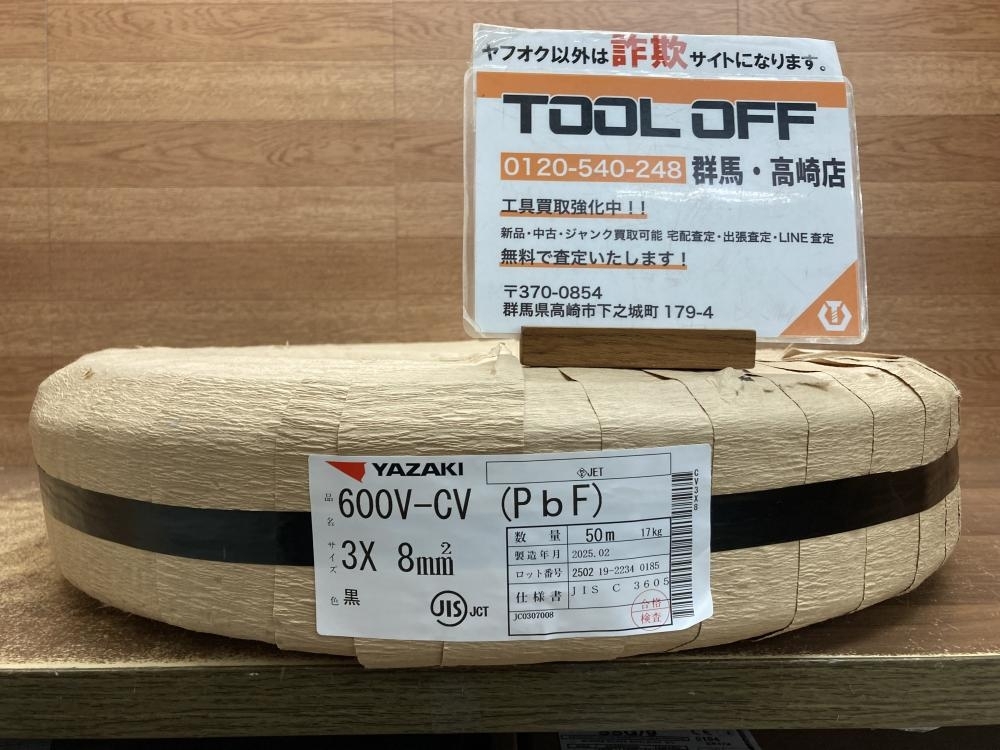 ヤフオク以外は詐欺サイトになります。
TOOL OFF
0120-540-248 群馬・高崎店
工具買取強化中！！
新品・中古・ジャンク買取可能 宅配査定・出張査定・LINE査定
無料で査定いたします！
〒370-0854
群馬県高崎市下之城町 179-4
YAZAKI
JET
品名 600V-CV (PbF)
サイズ 3X 8mm2
色 黒
JIS JCT
数量 50m 17kg
製造年月 2025.02
ロット番号 2502 19-2234 0185
仕様書 JIS C 3605
JC0307008
合格
検査
CV3X8